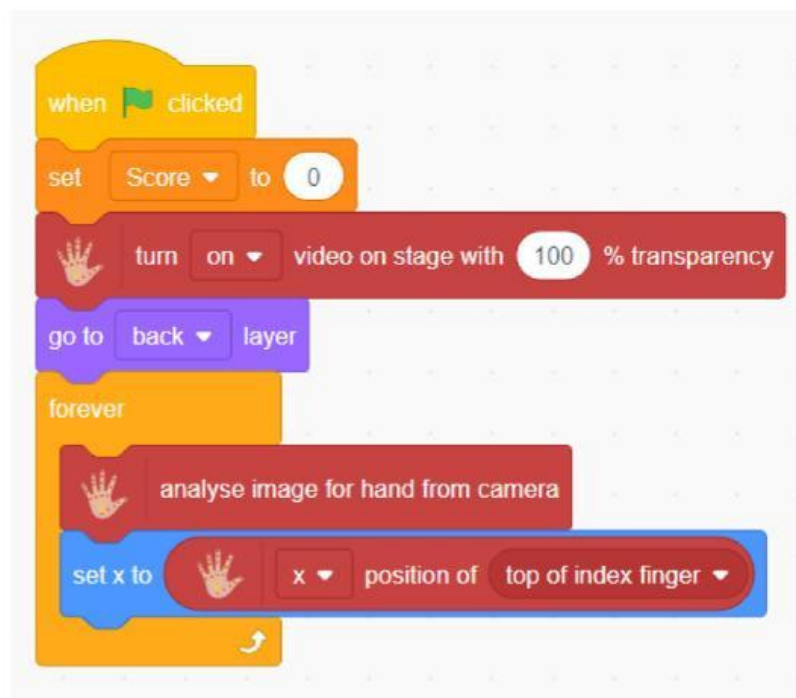 when clicked
set Score to 0
turn on video on stage with 100 % transparency
go to back layer
forever
analyse image for hand from camera
set x to x position of top of index finger